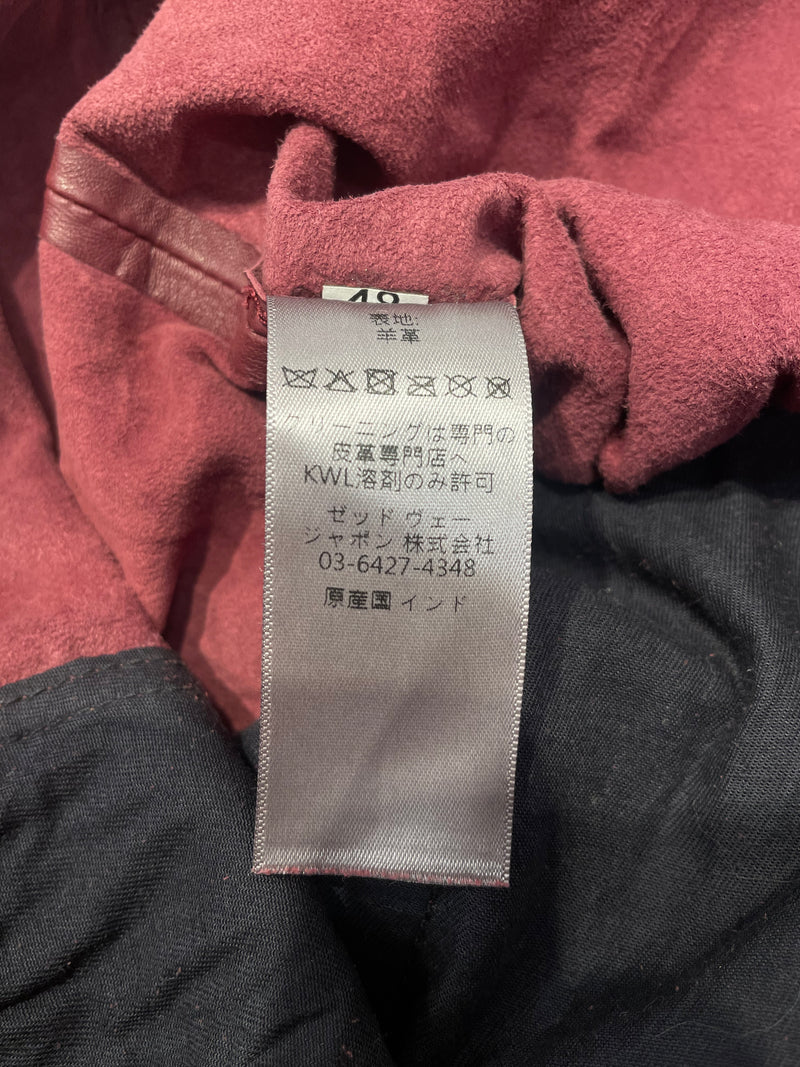 48
表地:
羊革
クリーニングは専門の
皮革専門店へ
KWL溶剤のみ許可
ゼッド ヴェー
ジャポン 株式会社
03-6427-4348
原産国 インド